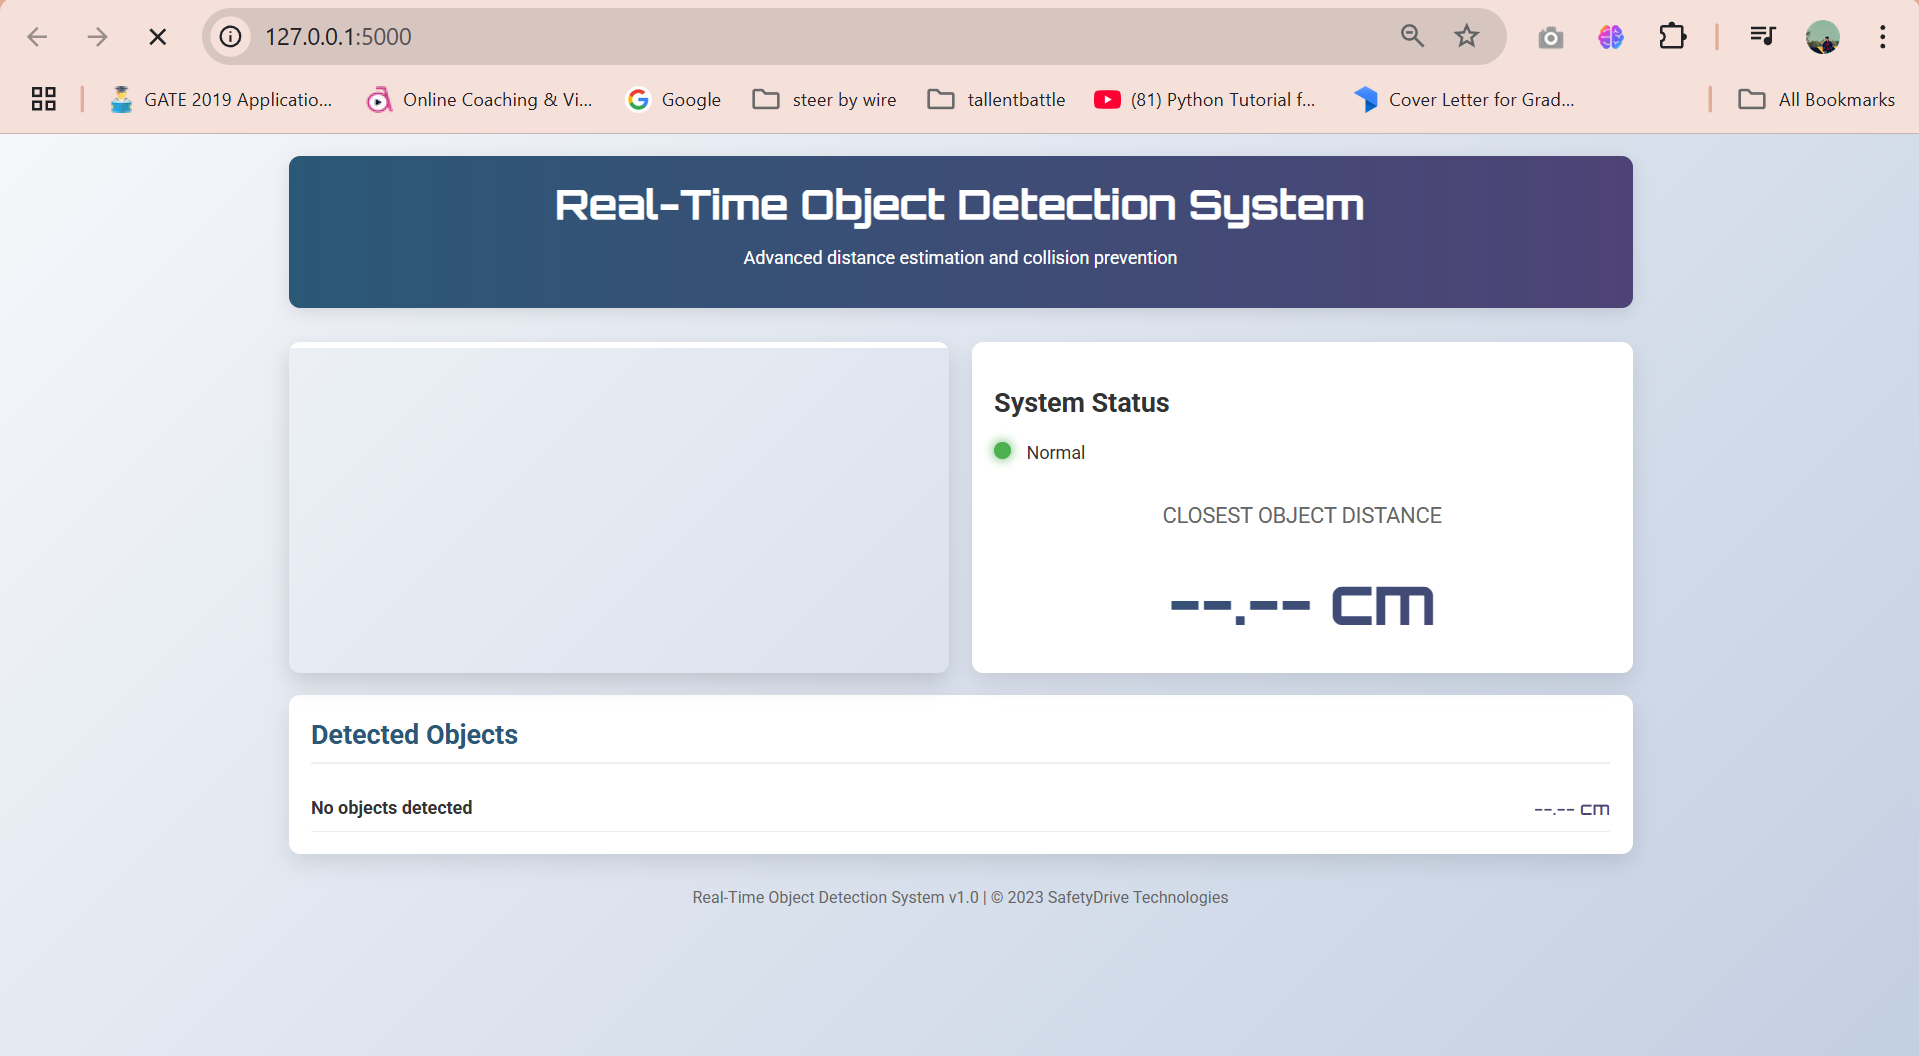 127.0.0.1:5000
GATE 2019 Applicatio...
Online Coaching & Vi...
Google
steer by wire
tallentbattle
(81) Python Tutorial f...
Cover Letter for Grad...
All Bookmarks
Real-Time Object Detection System
Advanced distance estimation and collision prevention
System Status
Normal
CLOSEST OBJECT DISTANCE
--.-- cm
Detected Objects
No objects detected
--.-- cm
Real-Time Object Detection System v1.0 | © 2023 SafetyDrive Technologies